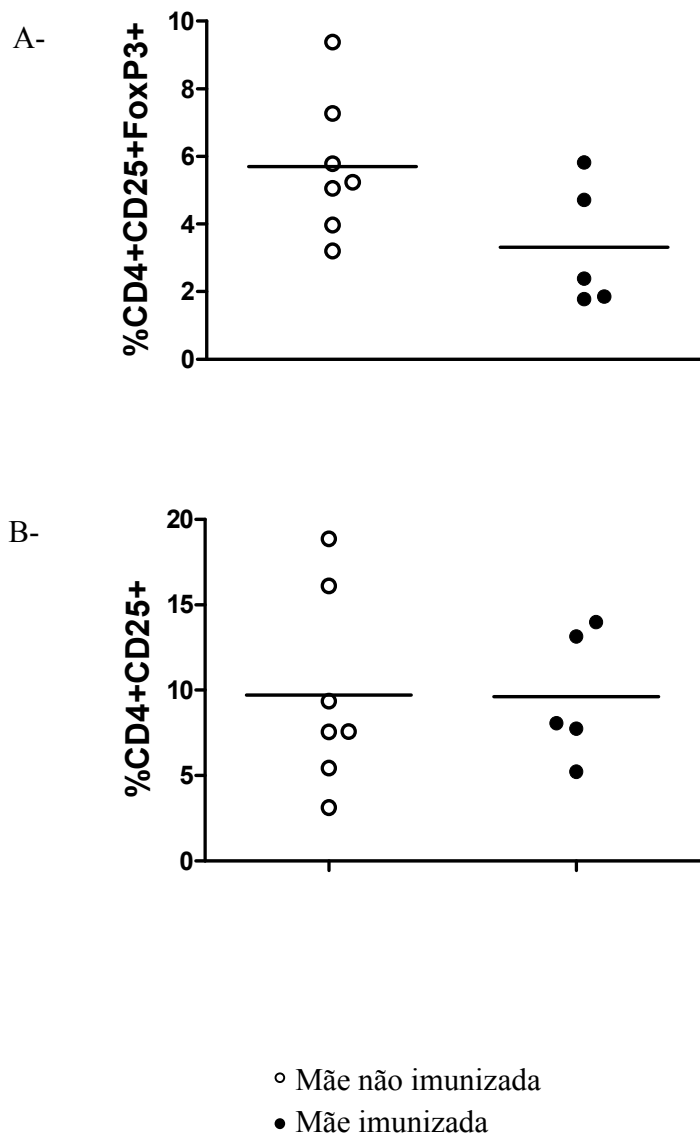 A-
%CD4+CD25+FoxP3+
10
8
6
4
2
0
B-
%CD4+CD25+
20
15
10
5
0
Mãe não imunizada
Mãe imunizada